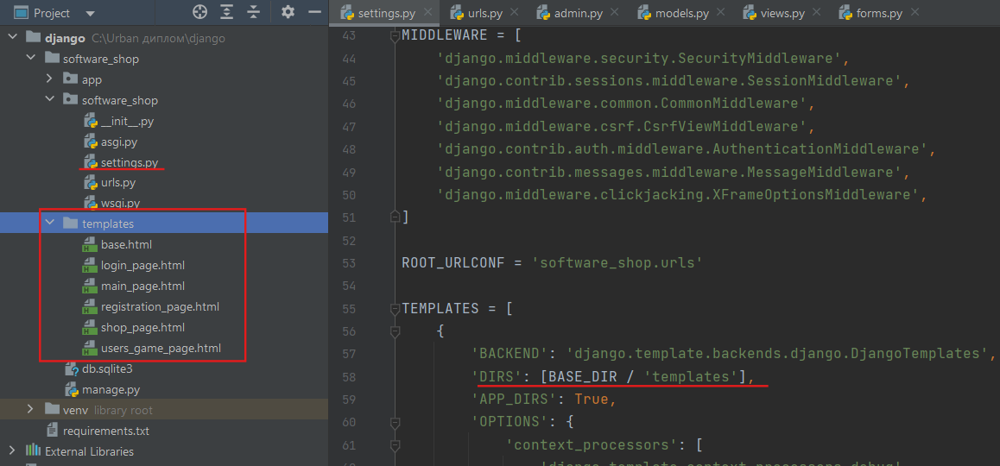 Project
django C:\Urban диплом\django
software_shop
app
software_shop
__init__.py
asgi.py
settings.py
urls.py
wsgi.py
templates
base.html
login_page.html
main_page.html
registration_page.html
shop_page.html
users_game_page.html
db.sqlite3
manage.py
venv library root
requirements.txt
External Libraries
settings.py urls.py admin.py models.py views.py forms.py
43 MIDDLEWARE = [
44 'django.middleware.security.SecurityMiddleware',
45 'django.contrib.sessions.middleware.SessionMiddleware',
46 'django.middleware.common.CommonMiddleware',
47 'django.middleware.csrf.CsrfViewMiddleware',
48 'django.contrib.auth.middleware.AuthenticationMiddleware',
49 'django.contrib.messages.middleware.MessageMiddleware',
50 'django.middleware.clickjacking.XFrameOptionsMiddleware',
51 ]
52
53 ROOT_URLCONF = 'software_shop.urls'
54
55 TEMPLATES = [
56 {
57 'BACKEND': 'django.template.backends.django.DjangoTemplates',
58 'DIRS': [BASE_DIR / 'templates'],
59 'APP_DIRS': True,
60 'OPTIONS': {
61 'context_processors': [